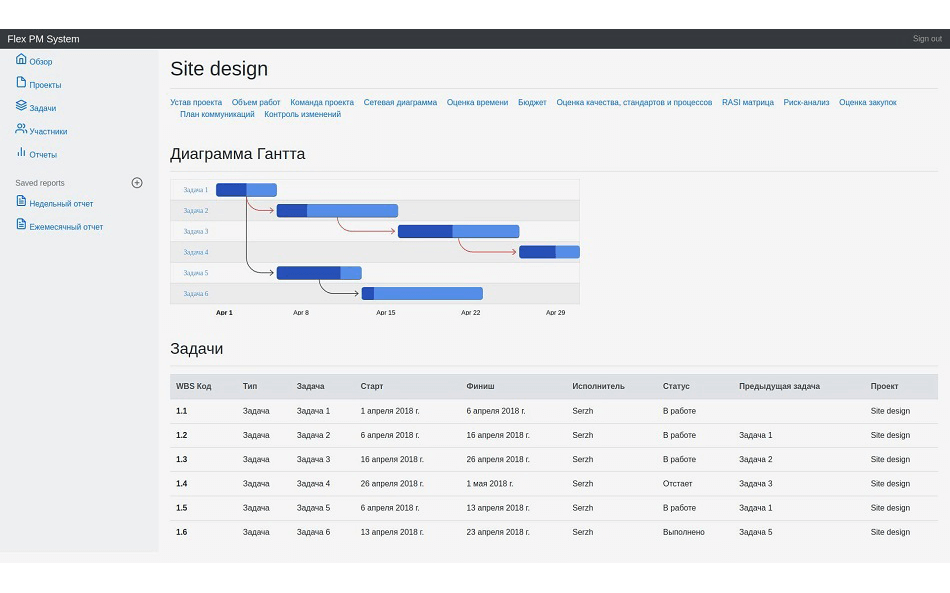 Flex PM System Sign out
Обзор
Проекты
Задачи
Участники
Отчеты
Saved reports
Недельный отчет
Ежемесячный отчет
Site design
Устав проекта Объем работ Команда проекта Сетевая диаграмма Оценка времени Бюджет Оценка качества, стандартов и процессов RASI матрица Риск-анализ Оценка закупок
План коммуникаций Контроль изменений
Диаграмма Гантта
Задача 1
Задача 2
Задача 3
Задача 4
Задача 5
Задача 6
Apr 1 Apr 8 Apr 15 Apr 22 Apr 29
Задачи
WBS Код Тип Задача Старт Финиш Исполнитель Статус Предыдущая задача Проект
1.1 Задача Задача 1 1 апреля 2018 г. 6 апреля 2018 г. Serzh В работе Site design
1.2 Задача Задача 2 6 апреля 2018 г. 16 апреля 2018 г. Serzh В работе Задача 1 Site design
1.3 Задача Задача 3 16 апреля 2018 г. 26 апреля 2018 г. Serzh В работе Задача 2 Site design
1.4 Задача Задача 4 26 апреля 2018 г. 1 мая 2018 г. Serzh Отстает Задача 3 Site design
1.5 Задача Задача 5 6 апреля 2018 г. 13 апреля 2018 г. Serzh В работе Задача 1 Site design
1.6 Задача Задача 6 13 апреля 2018 г. 23 апреля 2018 г. Serzh Выполнено Задача 5 Site design